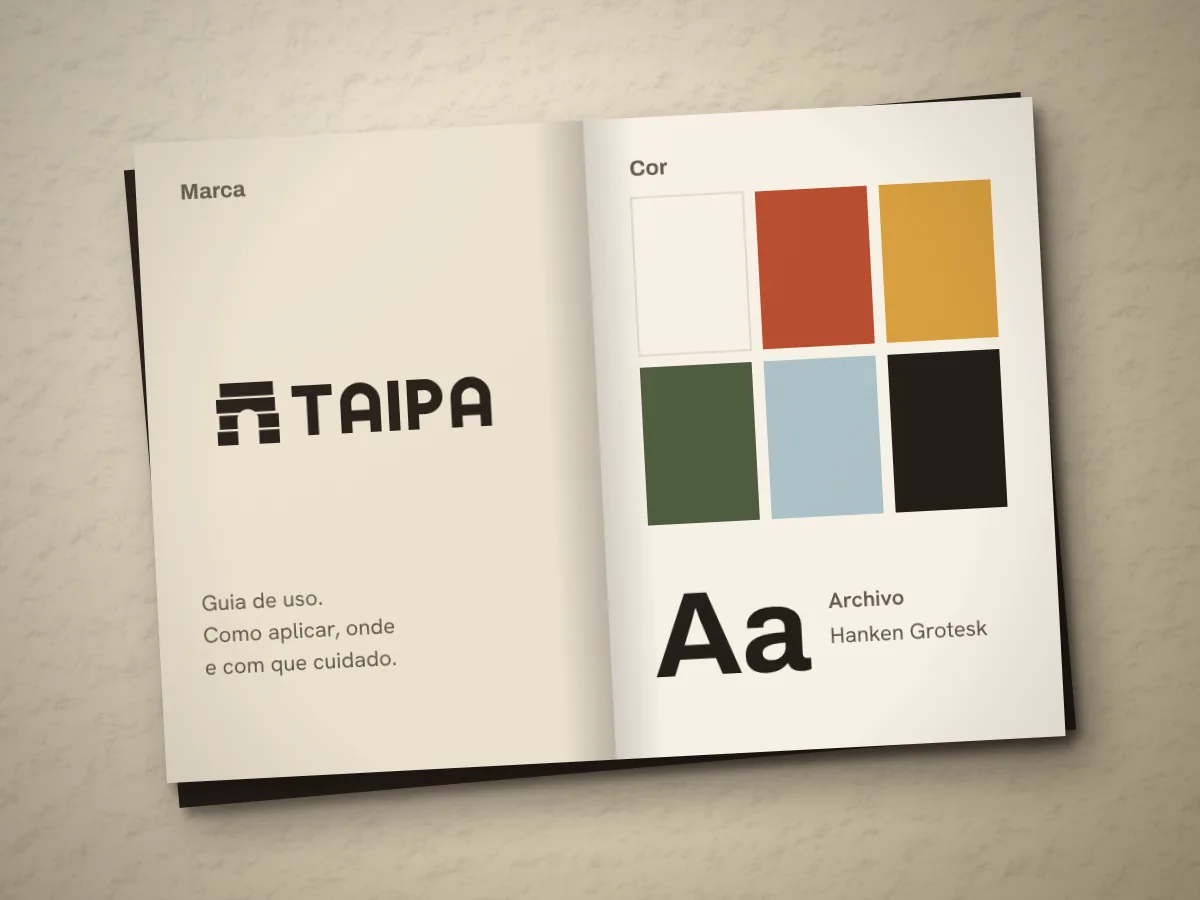 Marca
TAIPA
Guia de uso.
Como aplicar, onde
e com que cuidado.
Cor
Aa
Archivo
Hanken Grotesk